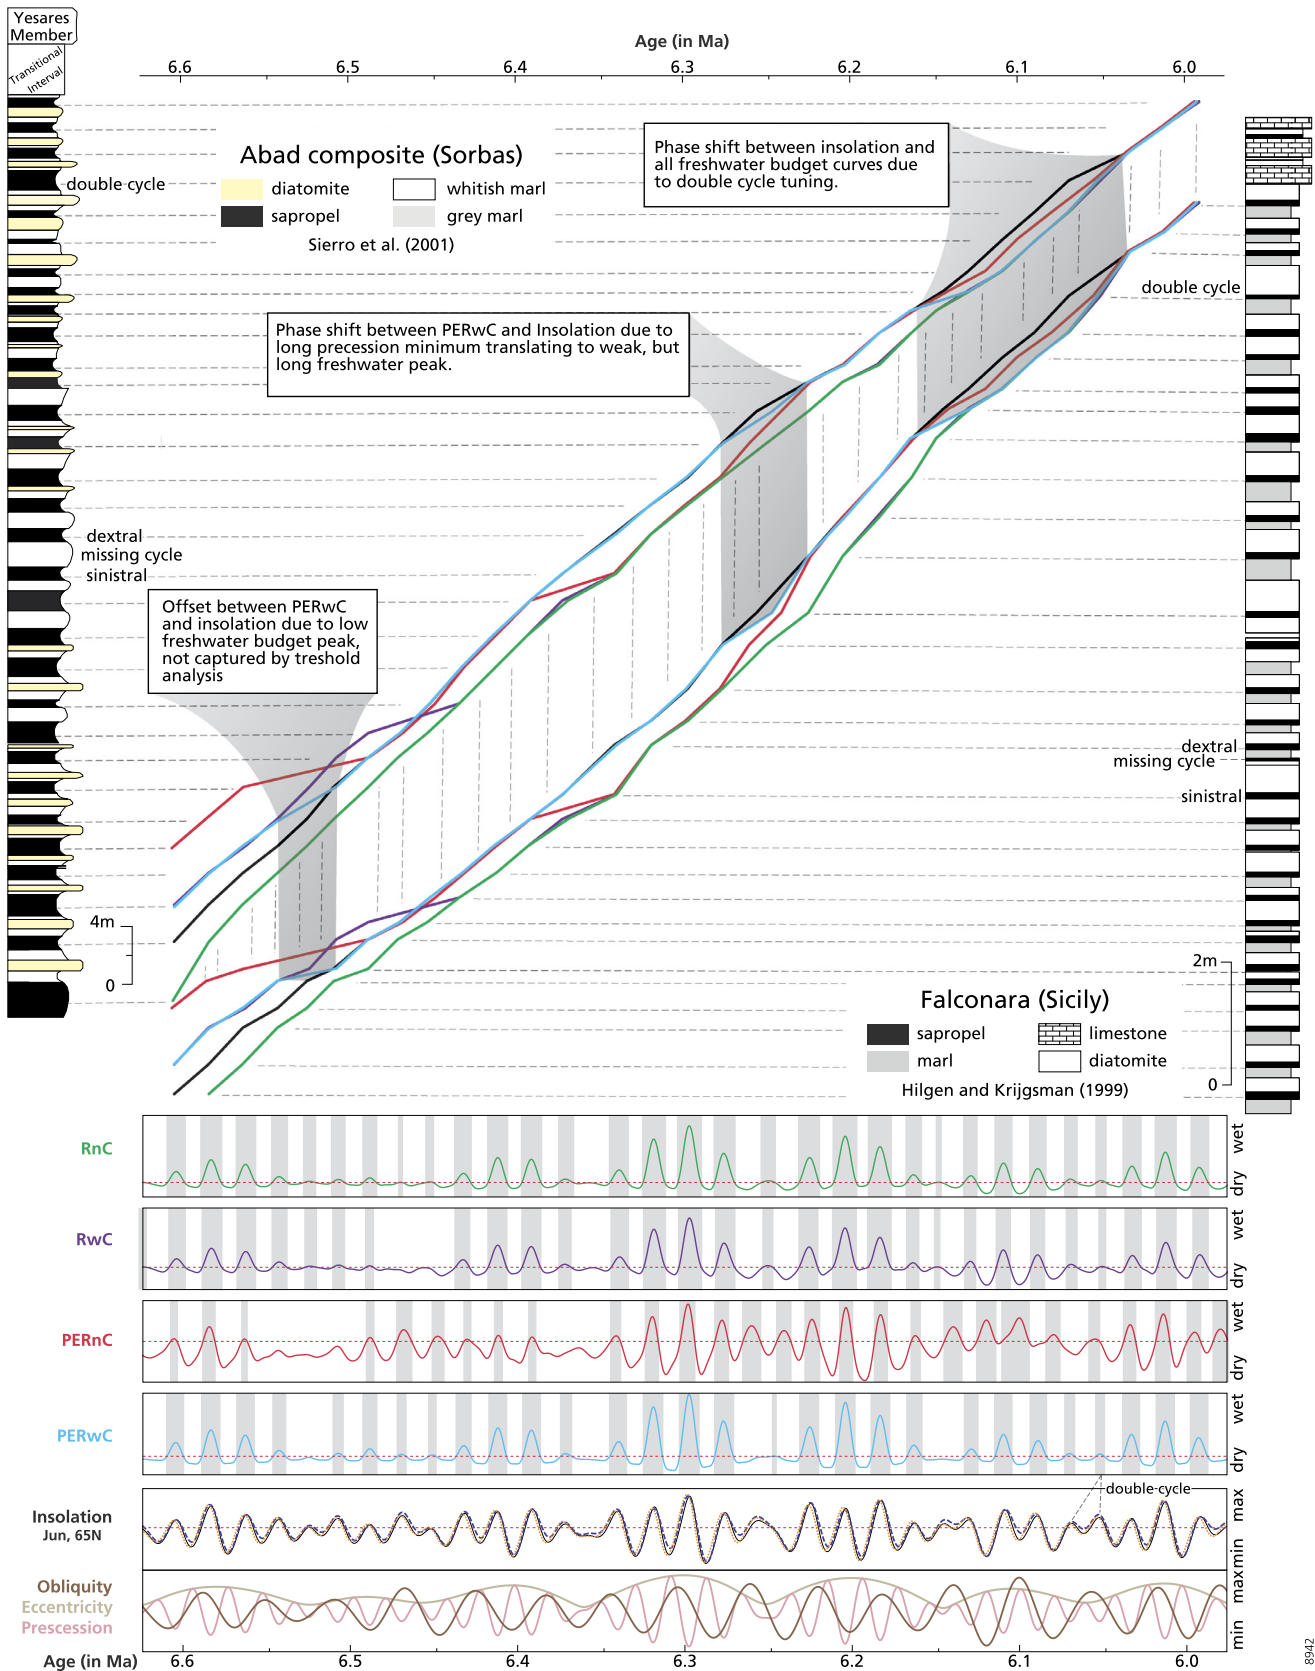 Yesares
Member
Transitional
Interval
Age (in Ma)
6.6 6.5 6.4 6.3 6.2 6.1 6.0
Abad composite (Sorbas)
diatomite whitish marl
sapropel grey marl
Sierro et al. (2001)
Phase shift between insolation and
all freshwater budget curves due
to double cycle tuning.
double cycle
double cycle
Phase shift between PERwC and Insolation due to
long precession minimum translating to weak, but
long freshwater peak.
dextral
missing cycle
sinistral
Offset between PERwC
and insolation due to low
freshwater budget peak,
not captured by treshold
analysis
dextral
missing cycle
sinistral
4m
0
2m
0
Falconara (Sicily)
sapropel limestone
marl diatomite
Hilgen and Krijgsman (1999)
RnC
wet
dry
RwC
wet
dry
PERnC
wet
dry
PERwC
wet
dry
double cycle
Insolation
Jun, 65N
max
min
Obliquity
Eccentricity
Prescession
max
min
Age (in Ma)
6.6 6.5 6.4 6.3 6.2 6.1 6.0
8942